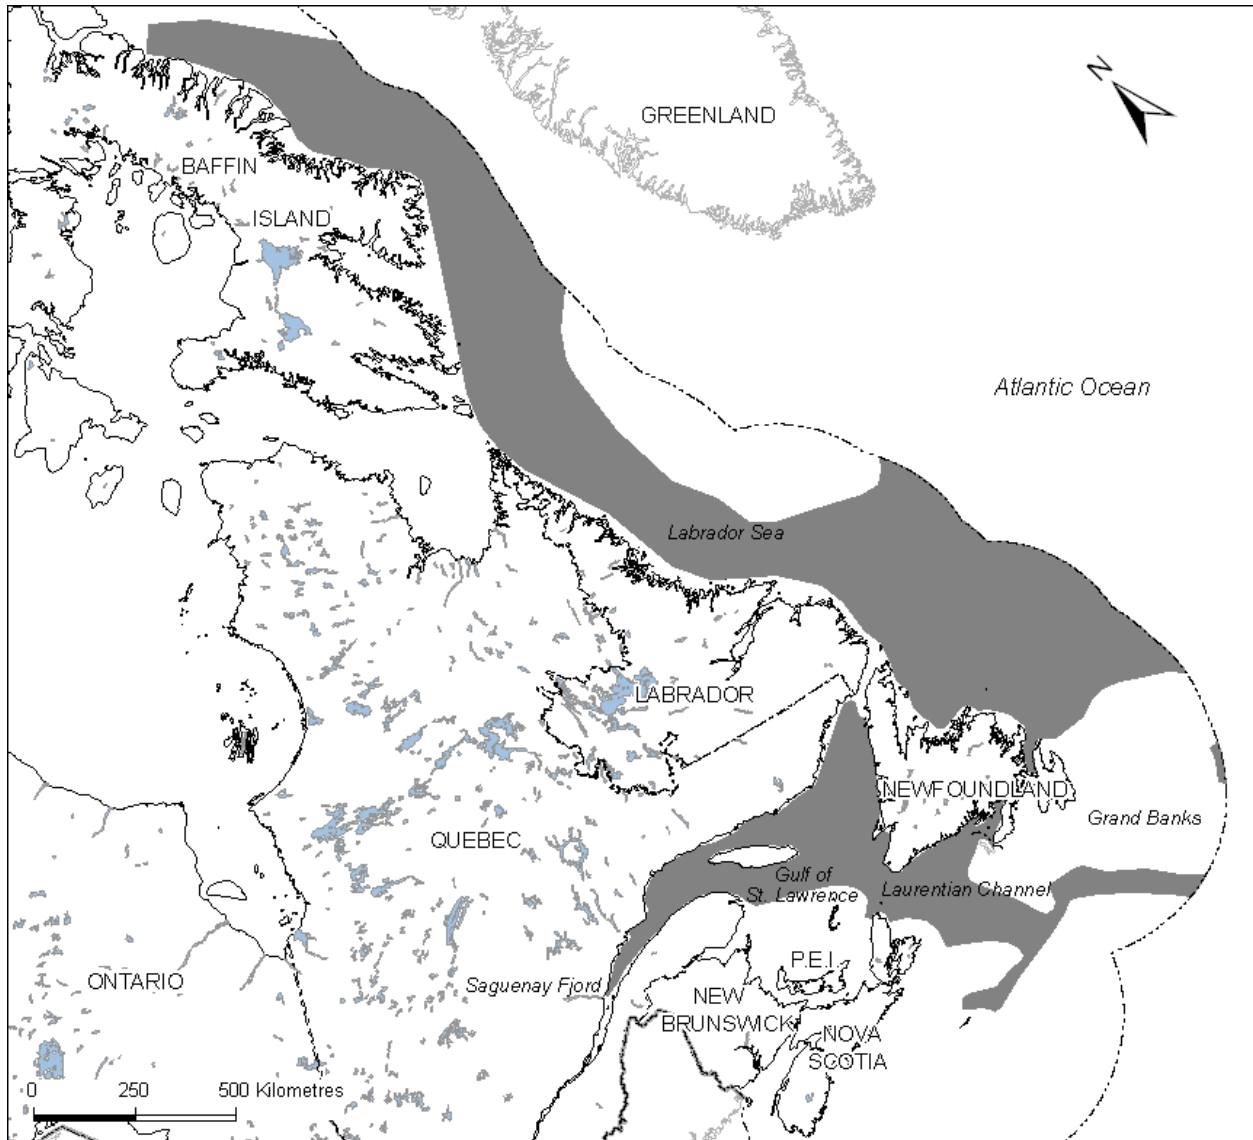 N
GREENLAND
BAFFIN
ISLAND
Atlantic Ocean
Labrador Sea
LABRADOR
NEWFOUNDLAND
Grand Banks
QUEBEC
Gulf of
St. Lawrence
Laurentian Channel
P.E.I.
ONTARIO
Saguenay Fjord
NEW
BRUNSWICK
NOVA
SCOTIA
0 250 500 Kilometres